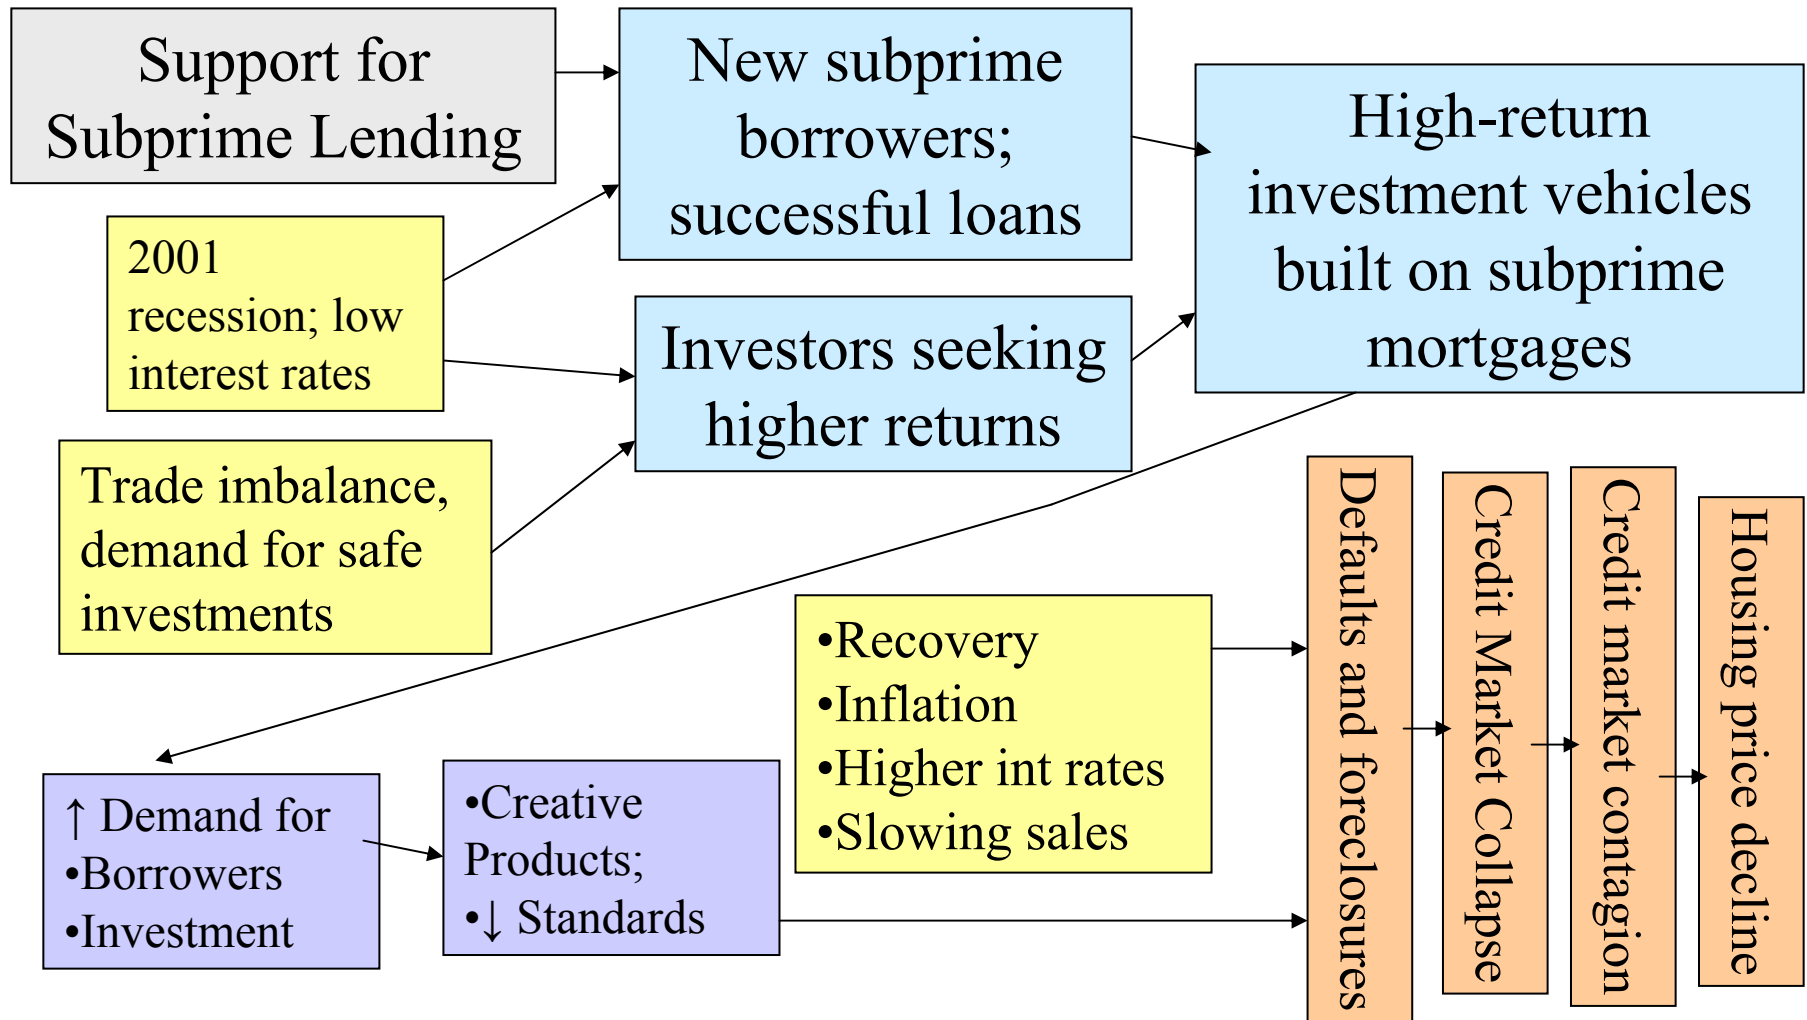 Support for
Subprime Lending
New subprime
borrowers;
successful loans
High-return
investment vehicles
built on subprime
mortgages
2001
recession; low
interest rates
Investors seeking
higher returns
Trade imbalance,
demand for safe
investments
•Recovery
•Inflation
•Higher int rates
•Slowing sales
↑ Demand for
•Borrowers
•Investment
•Creative
Products;
•↓ Standards
Defaults and foreclosures
Credit Market Collapse
Credit market contagion
Housing price decline